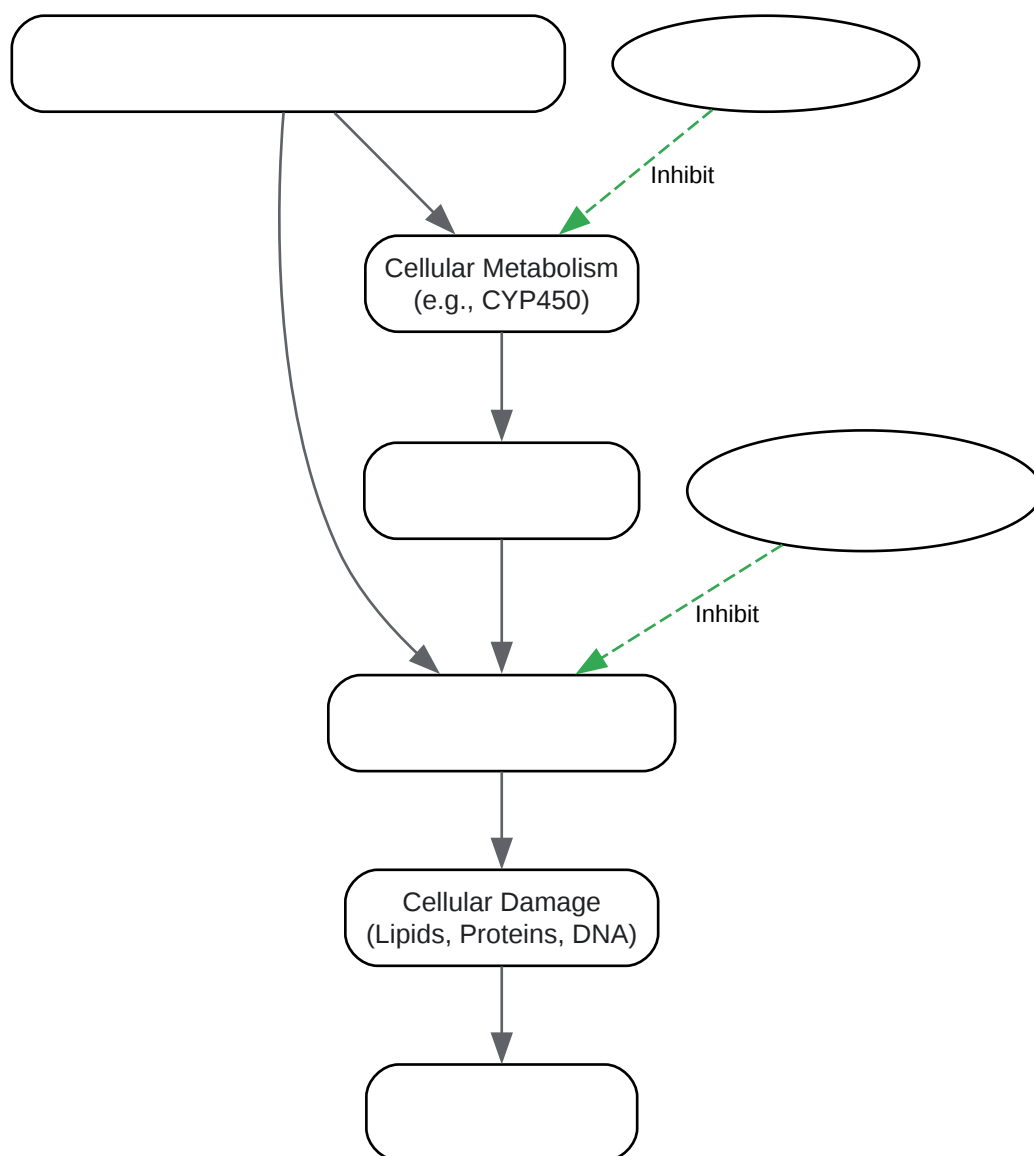 Inhibit
Cellular Metabolism
(e.g., CYP450)
Inhibit
Cellular Damage
(Lipids, Proteins, DNA)